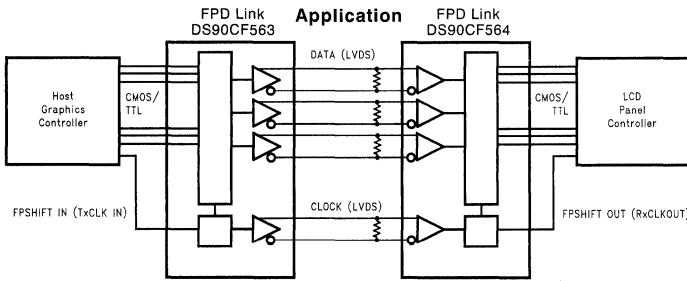 Application
FPD Link
DS90CF563
FPD Link
DS90CF564
DATA (LVDS)
Host
Graphics
Controller
CMOS/
TTL
CMOS/
TTL
LCD
Panel
Controller
CLOCK (LVDS)
FPSHIFT IN (TxCLK IN)
FPSHIFT OUT (RxCLKOUT)